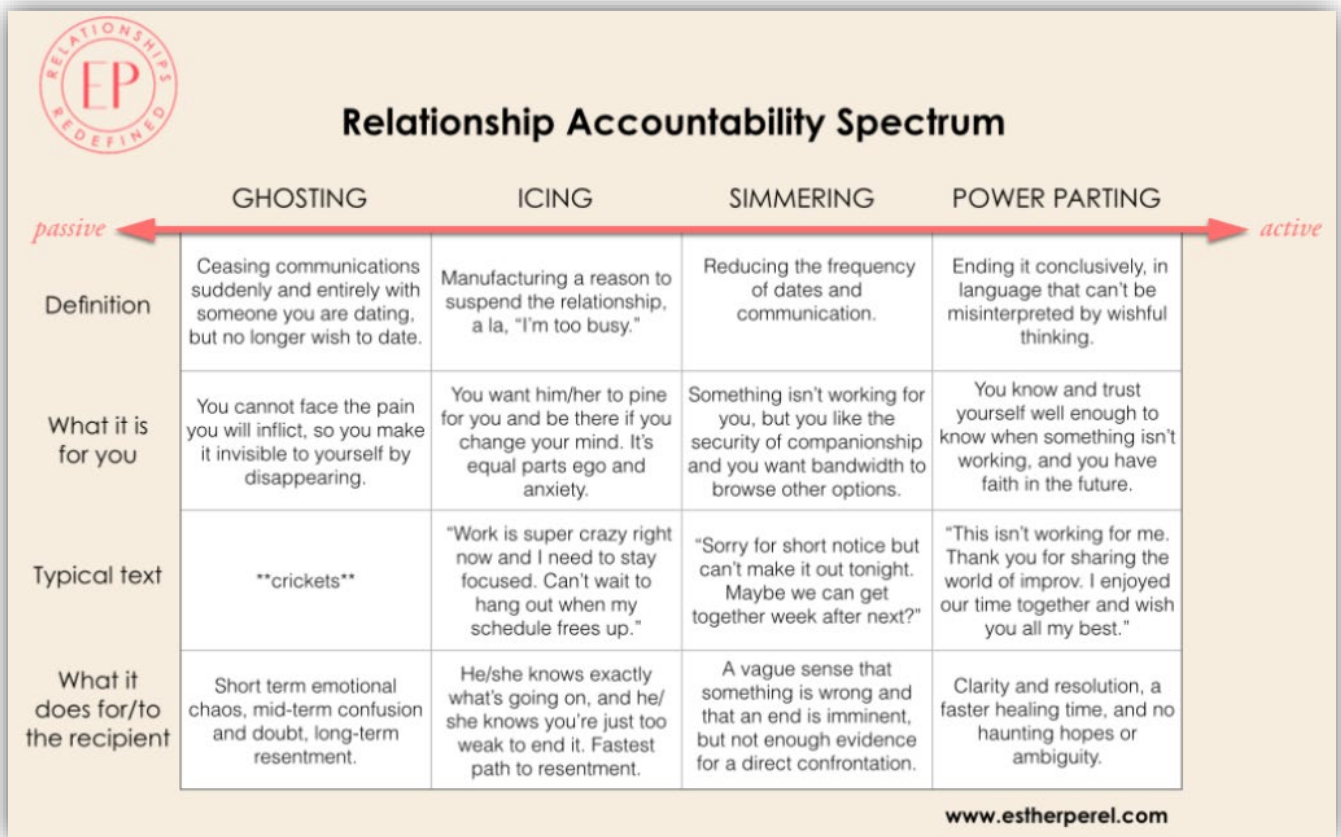 RELATIONSHIPS
EP
REDEFINED
Relationship Accountability Spectrum
GHOSTING
ICING
SIMMERING
POWER PARTING
passive
active
Definition
Ceasing communications
suddenly and entirely with
someone you are dating,
but no longer wish to date.
Manufacturing a reason to
suspend the relationship,
a la, “I’m too busy.”
Reducing the frequency
of dates and
communication.
Ending it conclusively, in
language that can’t be
misinterpreted by wishful
thinking.
What it is
for you
You cannot face the pain
you will inflict, so you make
it invisible to yourself by
disappearing.
You want him/her to pine
for you and be there if you
change your mind. It’s
equal parts ego and
anxiety.
Something isn’t working for
you, but you like the
security of companionship
and you want bandwidth to
browse other options.
You know and trust
yourself well enough to
know when something isn’t
working, and you have
faith in the future.
Typical text
**crickets**
“Work is super crazy right
now and I need to stay
focused. Can’t wait to
hang out when my
schedule frees up.”
“Sorry for short notice but
can’t make it out tonight.
Maybe we can get
together week after next?”
“This isn’t working for me.
Thank you for sharing the
world of improv. I enjoyed
our time together and wish
you all my best.”
What it
does for/to
the recipient
Short term emotional
chaos, mid-term confusion
and doubt, long-term
resentment.
He/she knows exactly
what’s going on, and he/
she knows you’re just too
weak to end it. Fastest
path to resentment.
A vague sense that
something is wrong and
that an end is imminent,
but not enough evidence
for a direct confrontation.
Clarity and resolution, a
faster healing time, and no
haunting hopes or
ambiguity.
www.estherperel.com